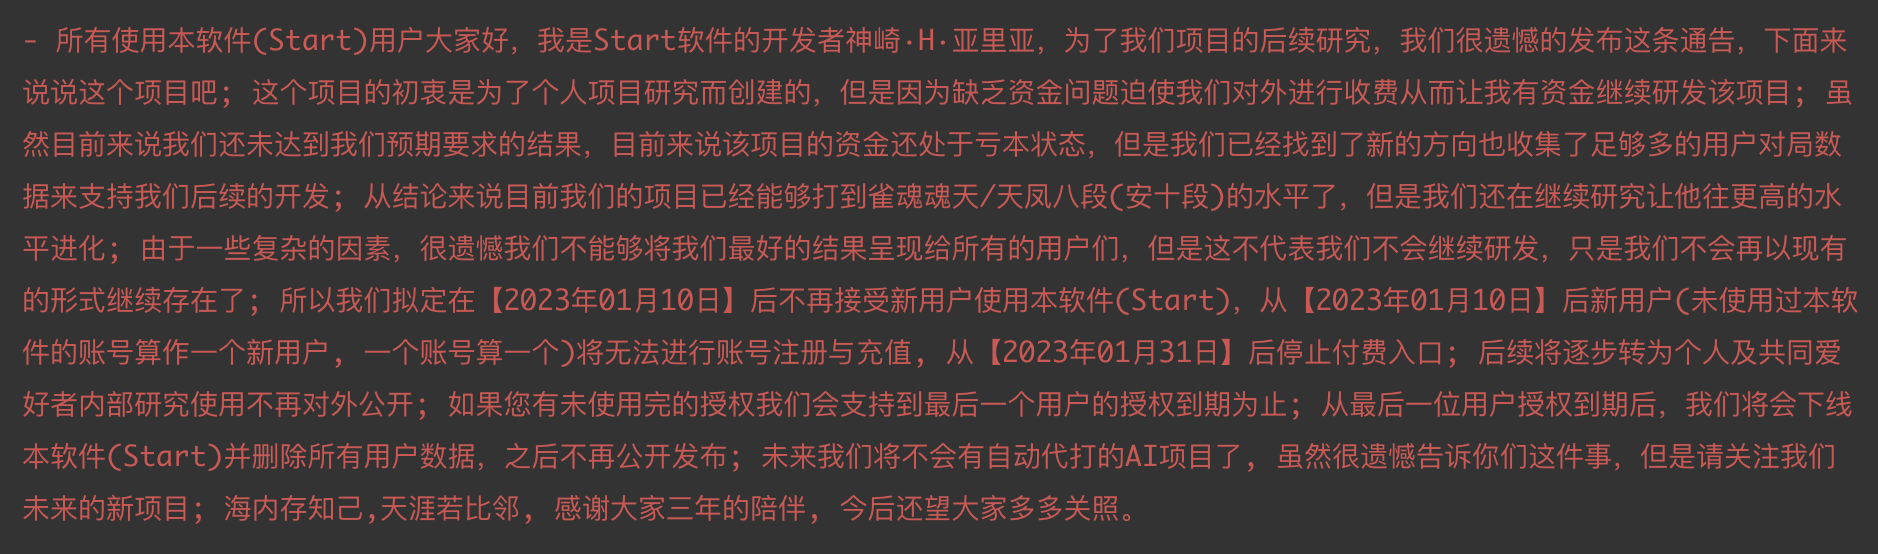 - 所有使用本软件(Start)用户大家好，我是Start软件的开发者神崎·H·亚里亚，为了我们项目的后续研究，我们很遗憾的发布这条通告，下面来
说说这个项目吧; 这个项目的初衷是为了个人项目研究而创建的，但是因为缺乏资金问题迫使我们对外进行收费从而让我有资金继续研发该项目; 虽
然目前来说我们还未达到我们预期要求的结果，目前来说该项目的资金还处于亏本状态，但是我们已经找到了新的方向也收集了足够多的用户对局数
据来支持我们后续的开发; 从结论来说目前我们的项目已经能够打到雀魂魂天/天凤八段(安十段)的水平了，但是我们还在继续研究让他往更高的水
平进化; 由于一些复杂的因素，很遗憾我们不能够将我们最好的结果呈现给所有的用户们，但是这不代表我们不会继续研发，只是我们不会再以现有
的形式继续存在了; 所以我们拟定在【2023年01月10日】后不再接受新用户使用本软件(Start)，从【2023年01月10日】后新用户(未使用过本软
件的账号算作一个新用户, 一个账号算一个)将无法进行账号注册与充值, 从【2023年01月31日】后停止付费入口; 后续将逐步转为个人及共同爱
好者内部研究使用不再对外公开; 如果您有未使用完的授权我们会支持到最后一个用户的授权到期为止; 从最后一位用户授权到期后，我们将会下线
本软件(Start)并删除所有用户数据，之后不再公开发布; 未来我们将不会有自动代打的AI项目了, 虽然很遗憾告诉你们这件事，但是请关注我们
未来的新项目; 海内存知己,天涯若比邻, 感谢大家三年的陪伴, 今后还望大家多多关照。